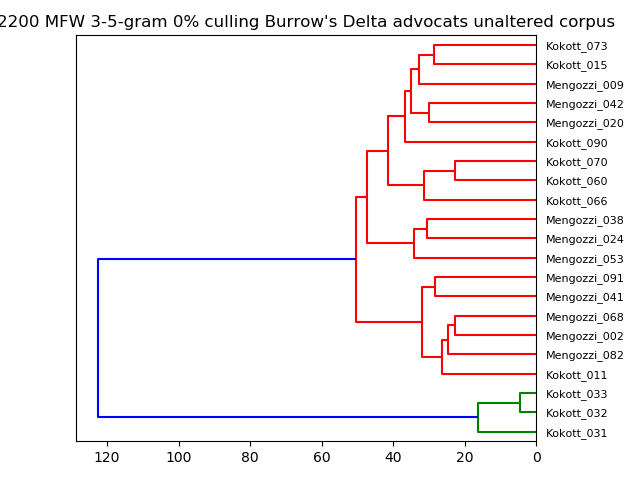 2200 MFW 3-5-gram 0% culling Burrow's Delta advocats unaltered corpus
Kokott_073
Kokott_015
Mengozzi_009
Mengozzi_042
Mengozzi_020
Kokott_090
Kokott_070
Kokott_060
Kokott_066
Mengozzi_038
Mengozzi_024
Mengozzi_053
Mengozzi_091
Mengozzi_041
Mengozzi_068
Mengozzi_002
Mengozzi_082
Kokott_011
Kokott_033
Kokott_032
Kokott_031
120 100 80 60 40 20 0